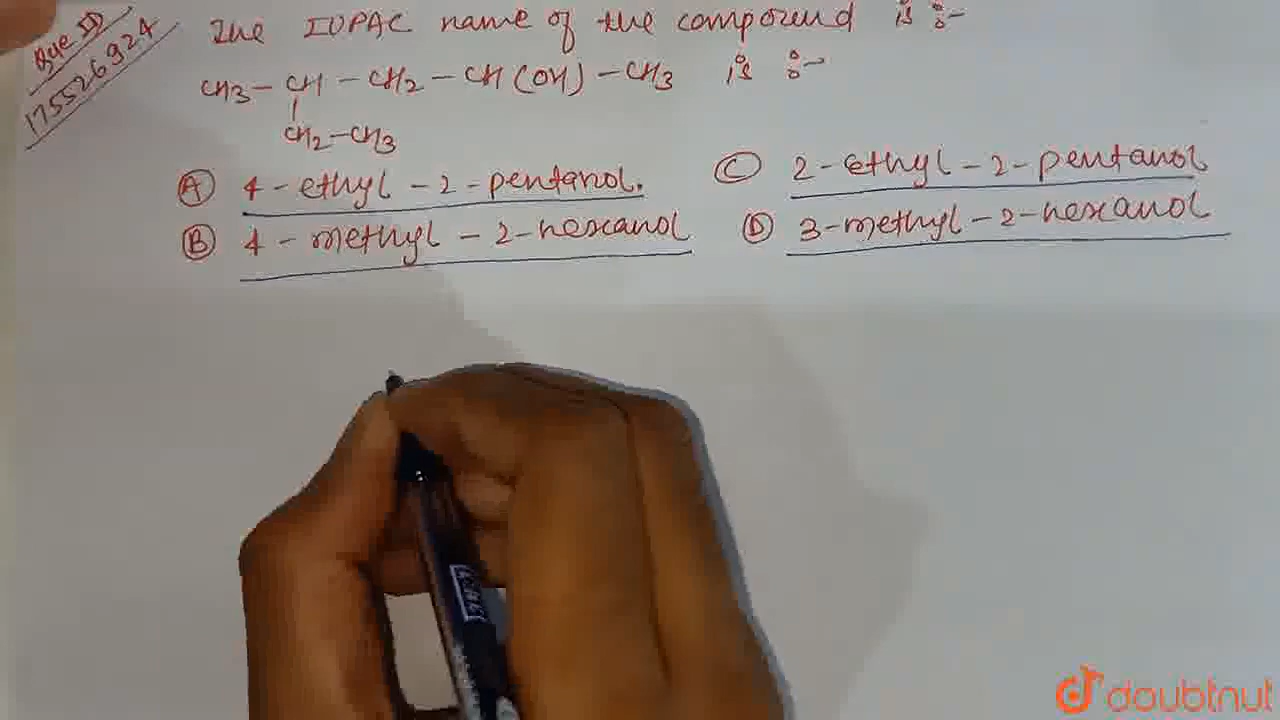 Que ID
175526924
The IUPAC name of the compound is :-
CH3 - CH - CH2 - CH (OH) - CH3 is :-
|
CH2 - CH3
(A) 4-ethyl-2-pentanol.
(C) 2-ethyl-2-pentanol
(B) 4-methyl-2-hexanol
(D) 3-methyl-2-hexanol
doubtnut